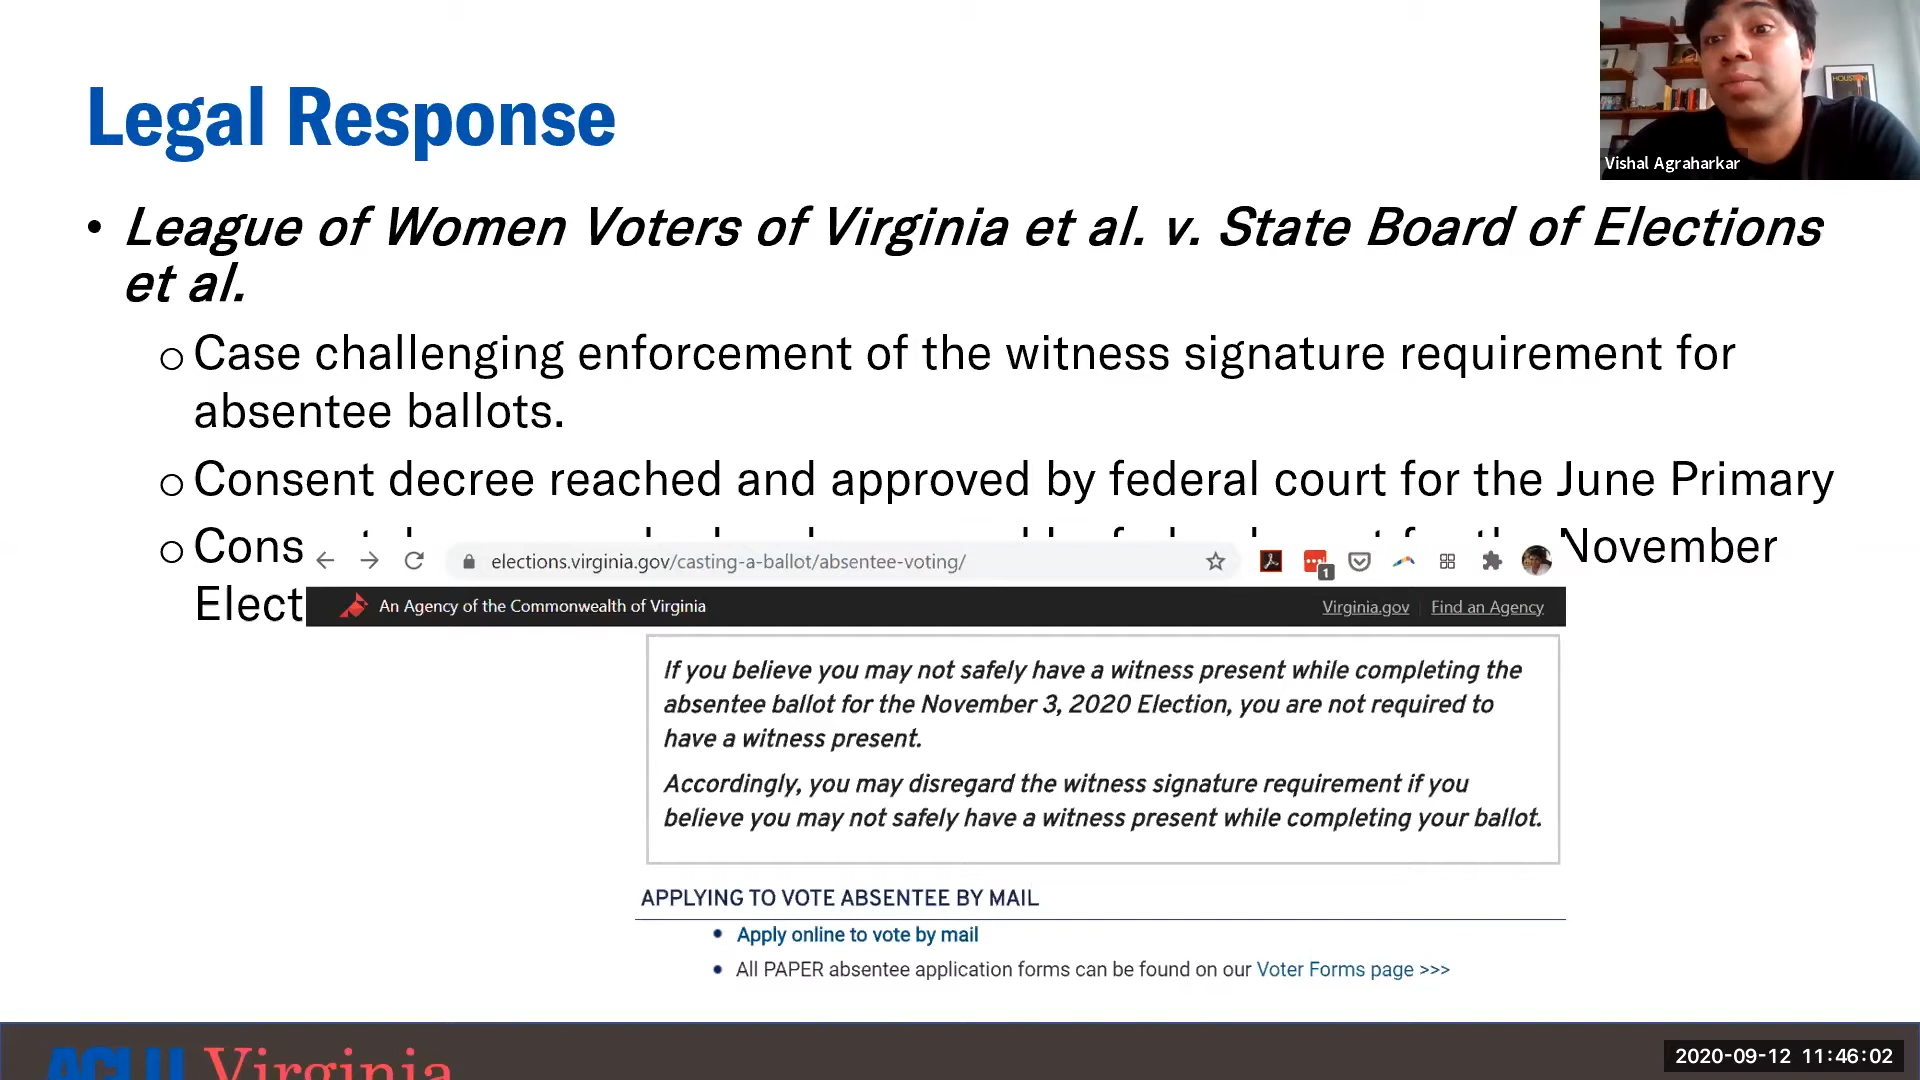 Legal Response
Vishal Agraharkar
HOUSTON
• League of Women Voters of Virginia et al. v. State Board of Elections
et al.
o Case challenging enforcement of the witness signature requirement for
absentee ballots.
o Consent decree reached and approved by federal court for the June Primary
o Cons November
Elect
elections.virginia.gov/casting-a-ballot/absentee-voting/
1
An Agency of the Commonwealth of Virginia
Virginia.gov | Find an Agency
If you believe you may not safely have a witness present while completing the
absentee ballot for the November 3, 2020 Election, you are not required to
have a witness present.
Accordingly, you may disregard the witness signature requirement if you
believe you may not safely have a witness present while completing your ballot.
APPLYING TO VOTE ABSENTEE BY MAIL
• Apply online to vote by mail
• All PAPER absentee application forms can be found on our Voter Forms page >>>
ACLU Virginia
2020-09-12 11:46:02